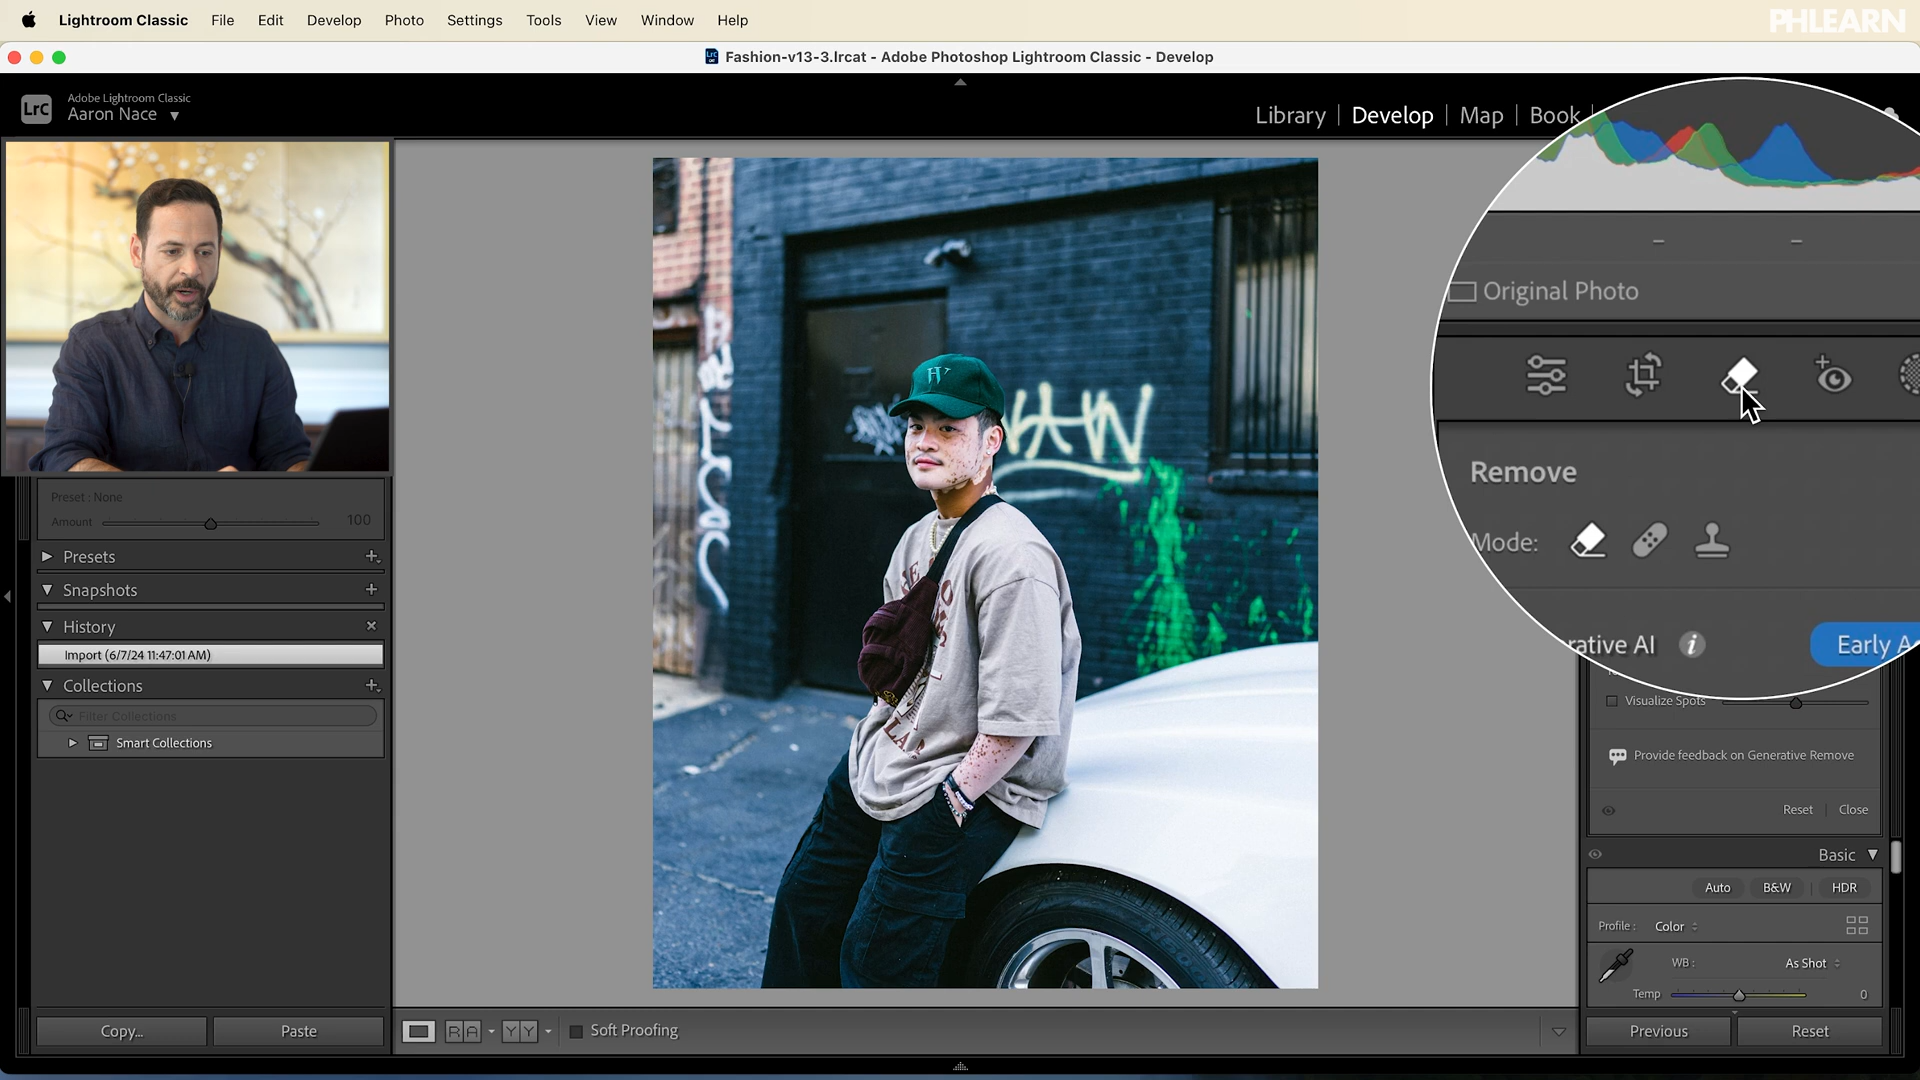 Lightroom Classic File Edit Develop Photo Settings Tools View Window Help
PHLEARN
Fashion-v13-3.lrcat - Adobe Photoshop Lightroom Classic - Develop
LrC
Adobe Lightroom Classic
Aaron Nace
Library | Develop | Map | Book
Original Photo
Remove
Mode:
rative AI
Early A
Visualize Spots
Provide feedback on Generative Remove
Reset Close
Basic
Auto B&W HDR
Profile : Color
WB : As Shot
Temp 0
Previous Reset
Preset : None
Amount 100
Presets
Snapshots
History
Import (6/7/24 11:47:01 AM)
Collections
Filter Collections
Smart Collections
Copy... Paste
R A Y Y Soft Proofing